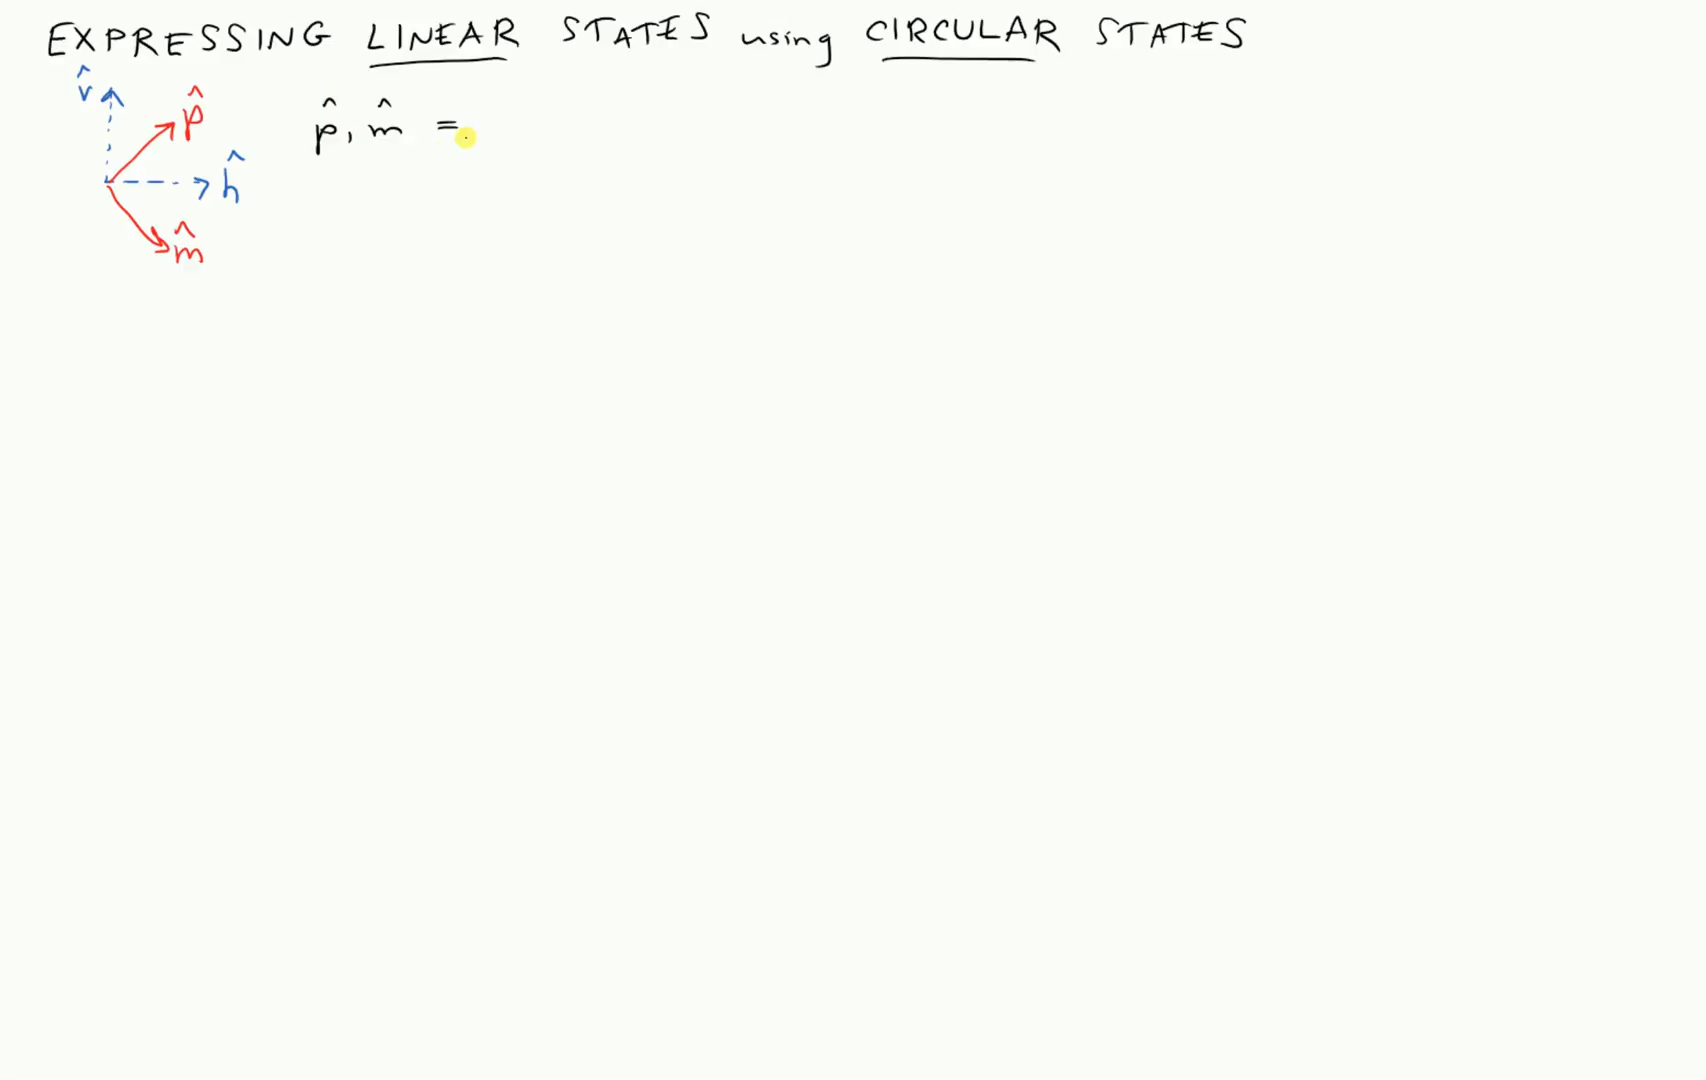 EXPRESSING LINEAR STATES using CIRCULAR STATES
v̂
p̂
p̂, m̂ =
ĥ
m̂